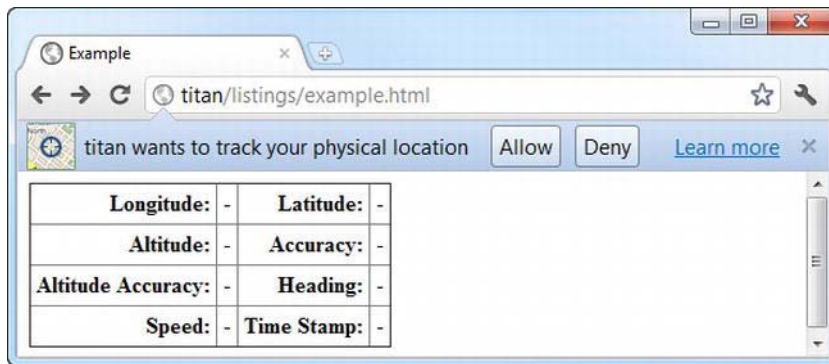 Example
titan/listings/example.html
North
titan wants to track your physical location Allow Deny Learn more
Longitude: - Latitude: -
Altitude: - Accuracy: -
Altitude Accuracy: - Heading: -
Speed: - Time Stamp: -